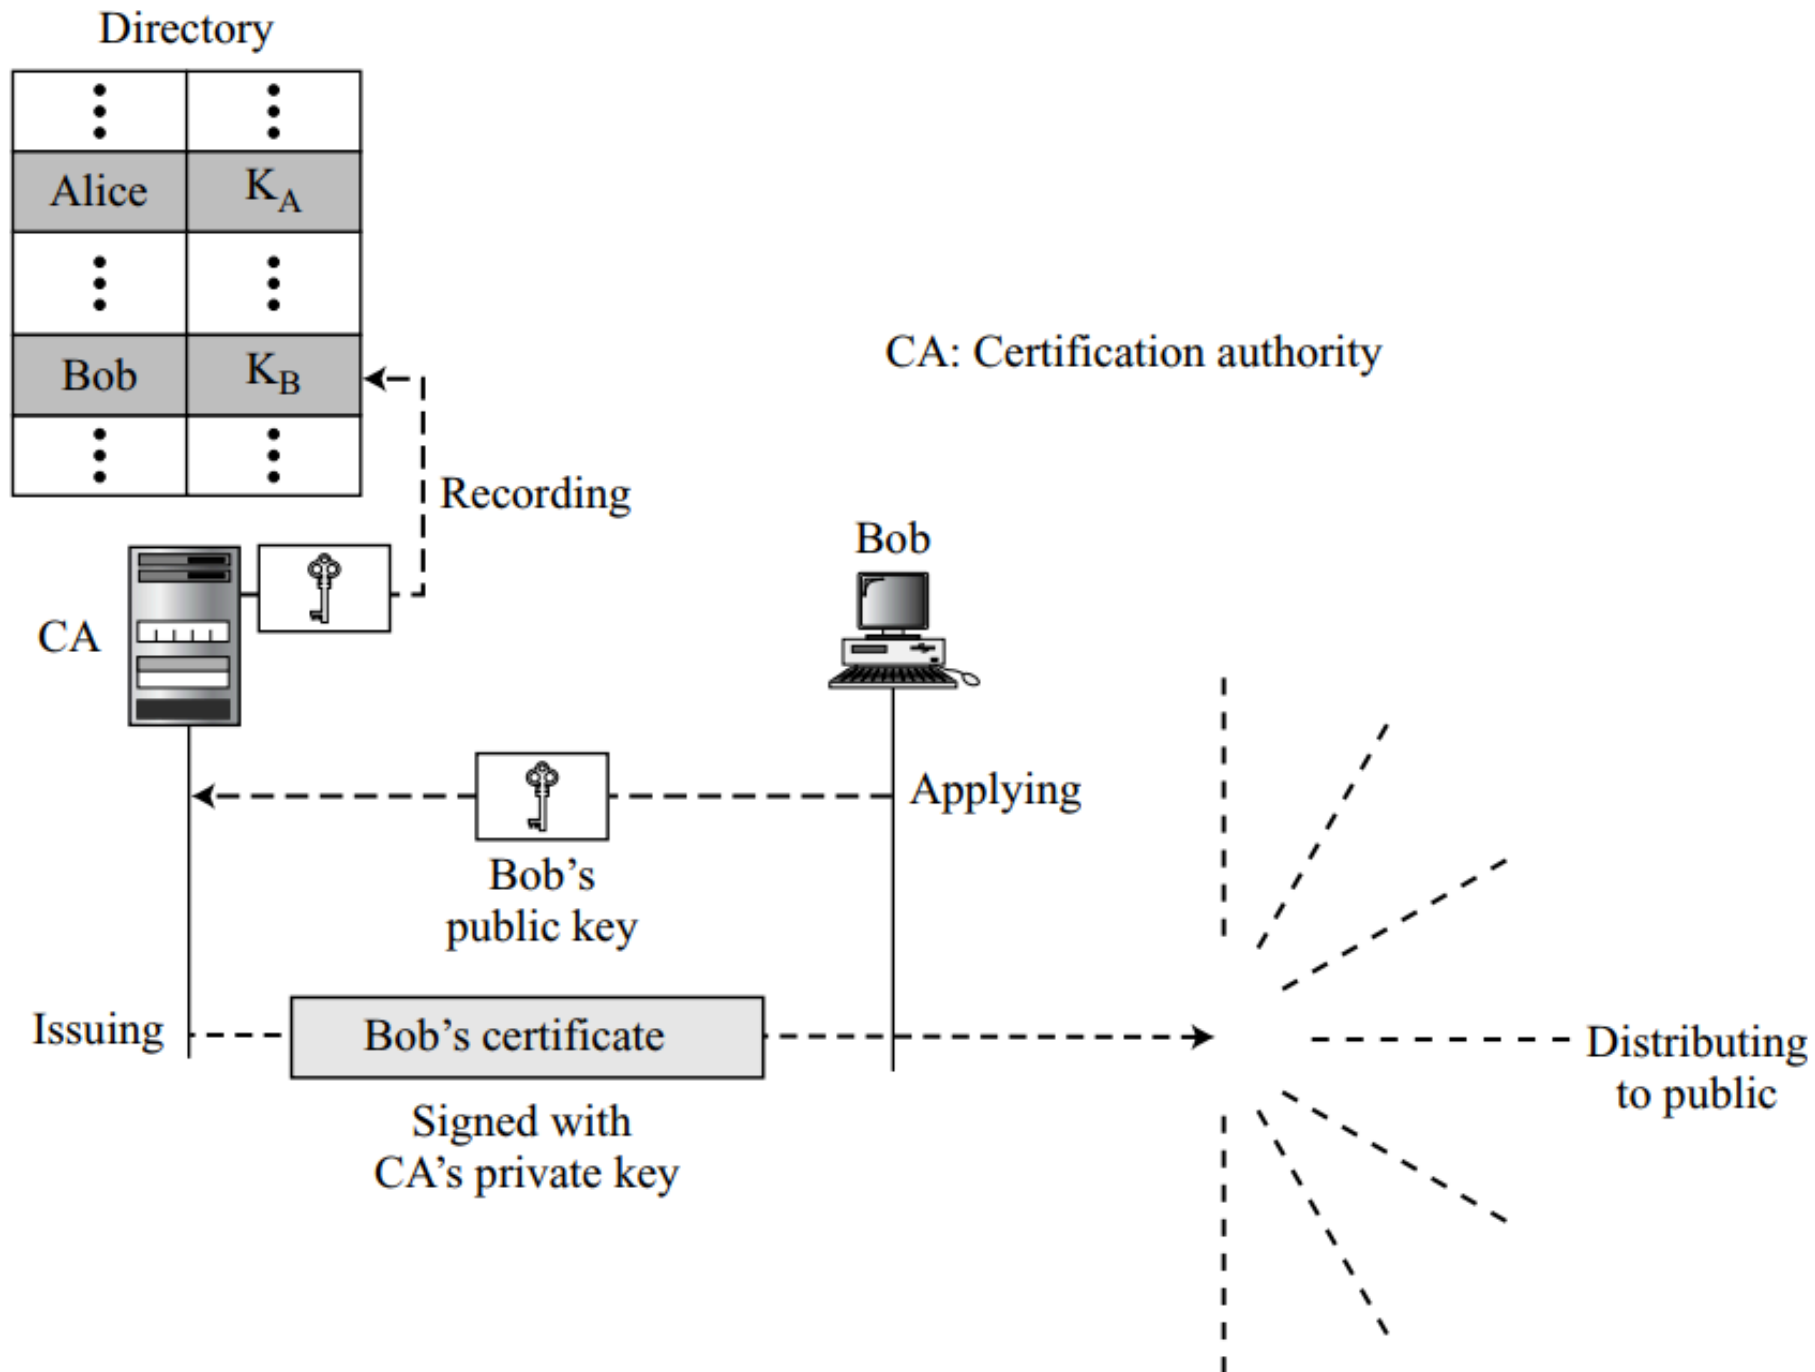 Directory
Alice K_A
Bob K_B
CA: Certification authority
Recording
Bob
CA
Applying
Bob’s
public key
Issuing
Bob’s certificate
Distributing
to public
Signed with
CA’s private key